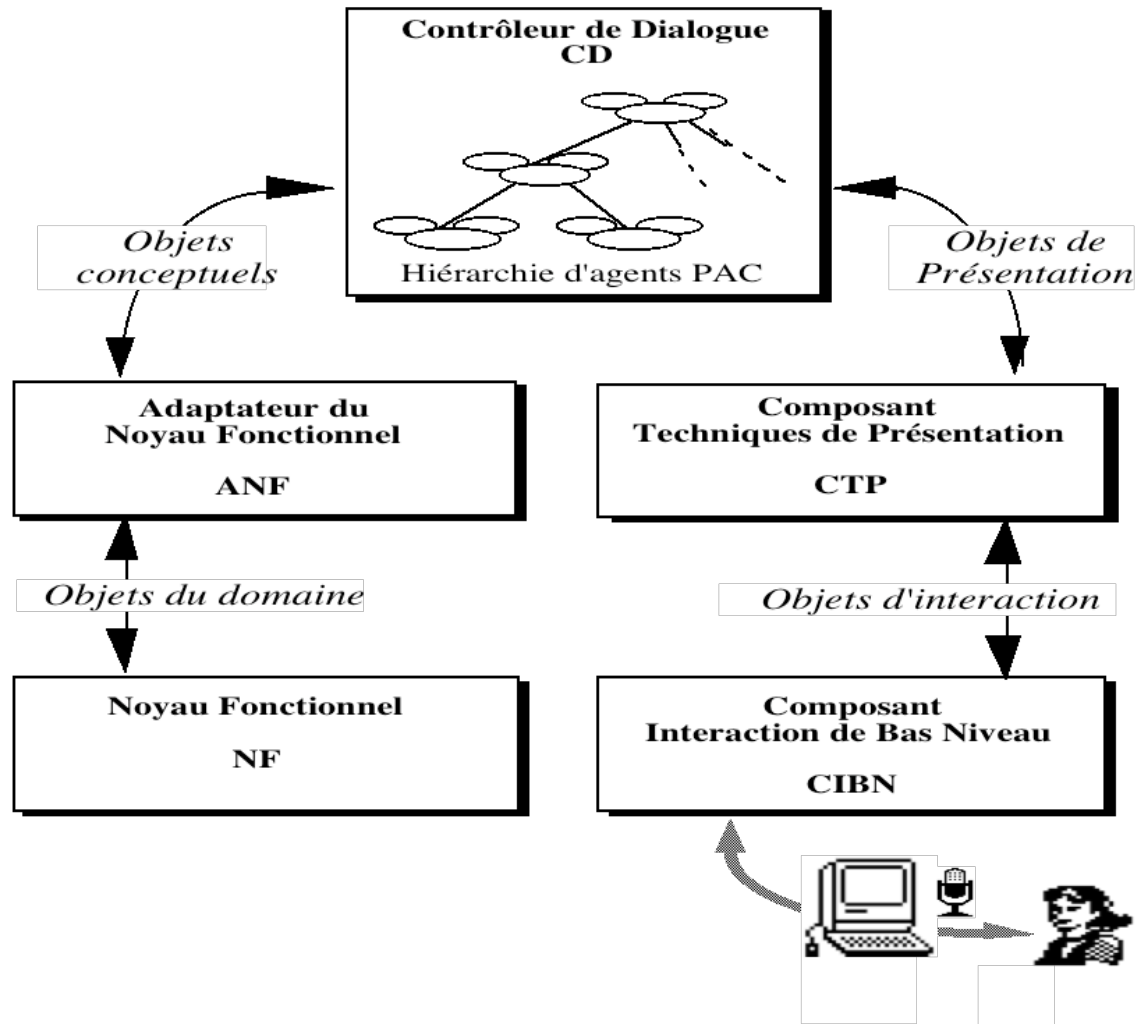 Contrôleur de Dialogue
CD
Hiérarchie d'agents PAC
Objets
conceptuels
Objets de
Présentation
Adaptateur du
Noyau Fonctionnel
ANF
Composant
Techniques de Présentation
CTP
Objets du domaine
Objets d'interaction
Noyau Fonctionnel
NF
Composant
Interaction de Bas Niveau
CIBN